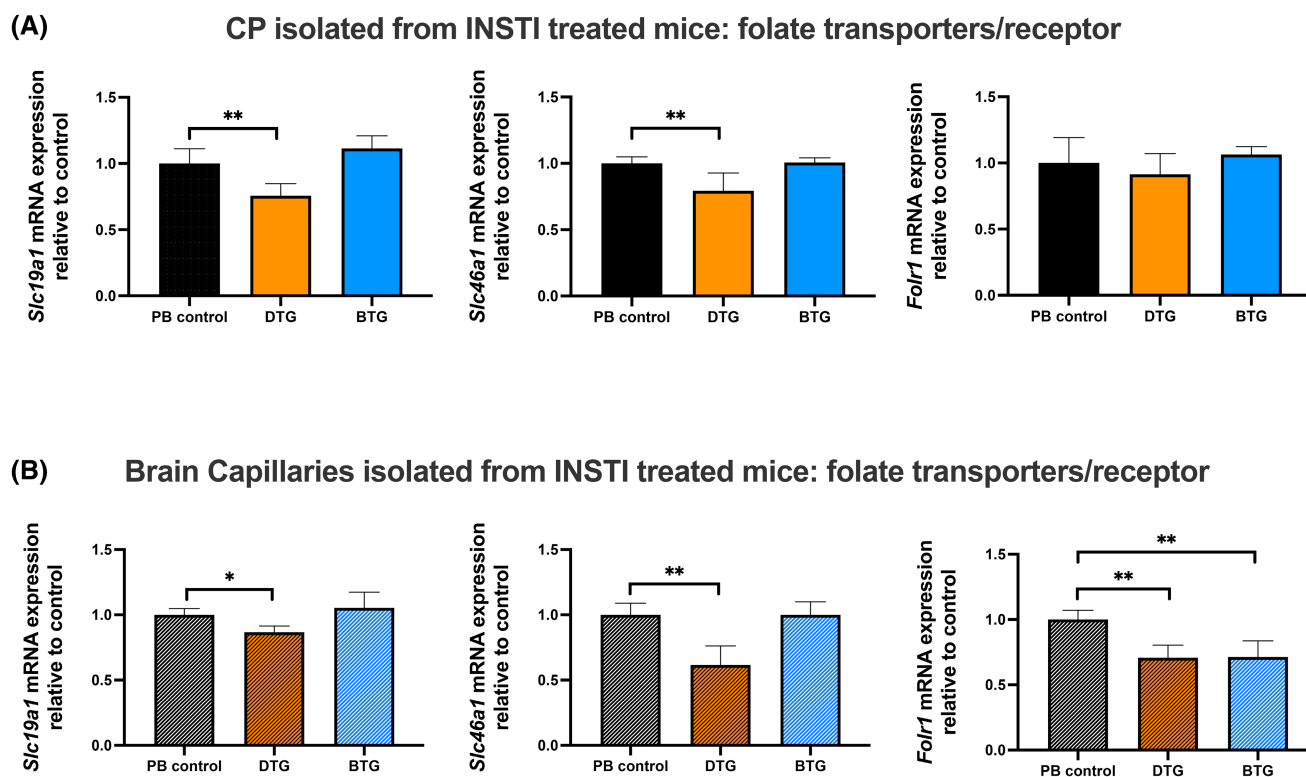 (A)
CP isolated from INSTI treated mice: folate transporters/receptor
Slc19a1 mRNA expression
relative to control
1.5
1.0
0.5
0.0
**
PB control DTG BTG
Slc46a1 mRNA expression
relative to control
1.5
1.0
0.5
0.0
**
PB control DTG BTG
Folr1 mRNA expression
relative to control
1.5
1.0
0.5
0.0
PB control DTG BTG
(B)
Brain Capillaries isolated from INSTI treated mice: folate transporters/receptor
Slc19a1 mRNA expression
relative to control
1.5
1.0
0.5
0.0
*
PB control DTG BTG
Slc46a1 mRNA expression
relative to control
1.5
1.0
0.5
0.0
**
PB control DTG BTG
Folr1 mRNA expression
relative to control
1.5
1.0
0.5
0.0
**
**
PB control DTG BTG